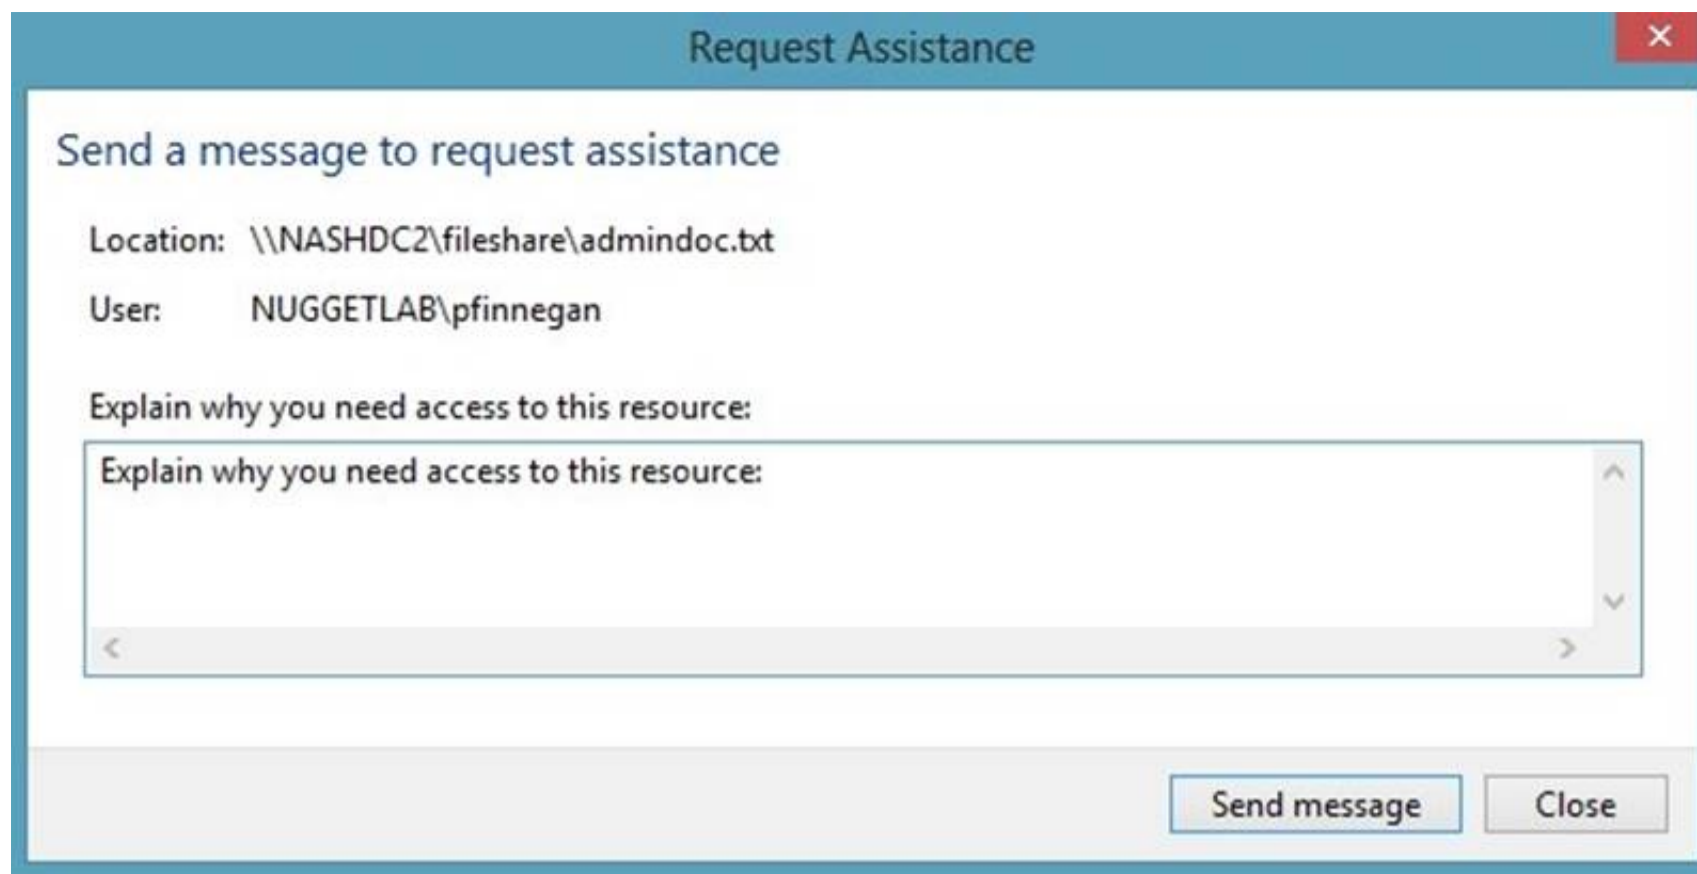 Request Assistance
Send a message to request assistance
Location: \\NASHDC2\fileshare\admindoc.txt
User: NUGGETLAB\pfinnegan
Explain why you need access to this resource:
Explain why you need access to this resource:
Send message Close